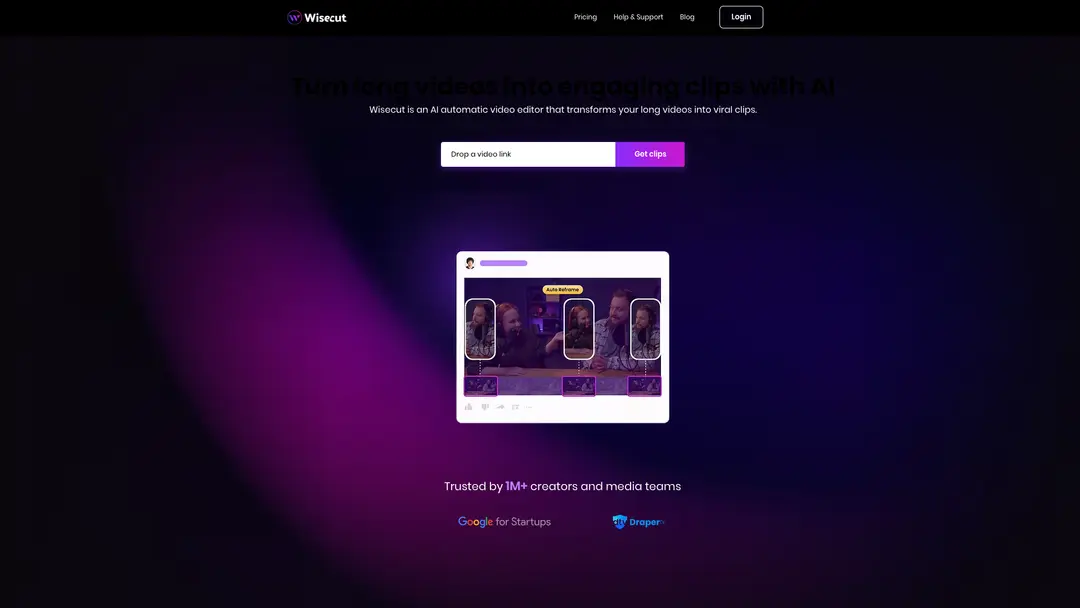 Wisecut
Pricing Help & Support Blog Login
Turn long videos into engaging clips with AI
Wisecut is an AI automatic video editor that transforms your long videos into viral clips.
Drop a video link Get clips
Auto Reframe
Trusted by 1M+ creators and media teams
Google for Startups Draper